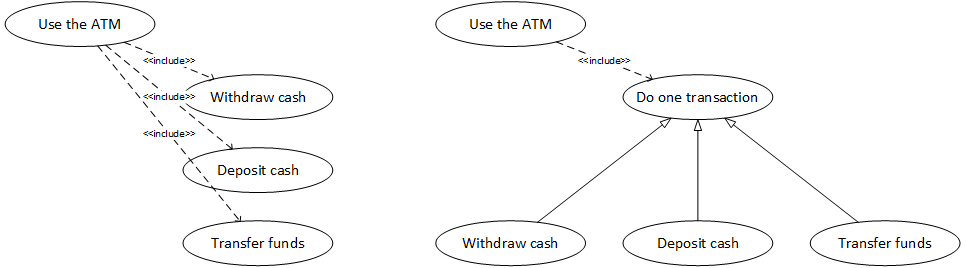 Use the ATM
<<include>>
Withdraw cash
<<include>>
<<include>>
Deposit cash
Transfer funds
Use the ATM
<<include>>
Do one transaction
Withdraw cash
Deposit cash
Transfer funds